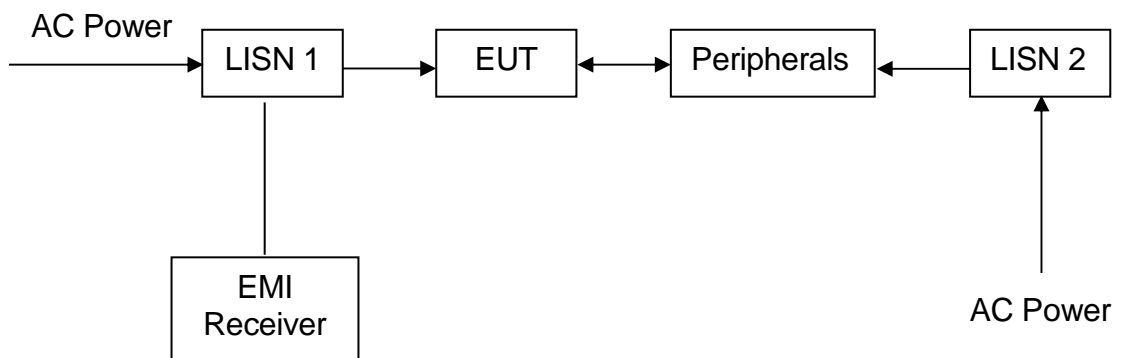 AC Power
LISN 1
EUT
Peripherals
LISN 2
EMI
Receiver
AC Power